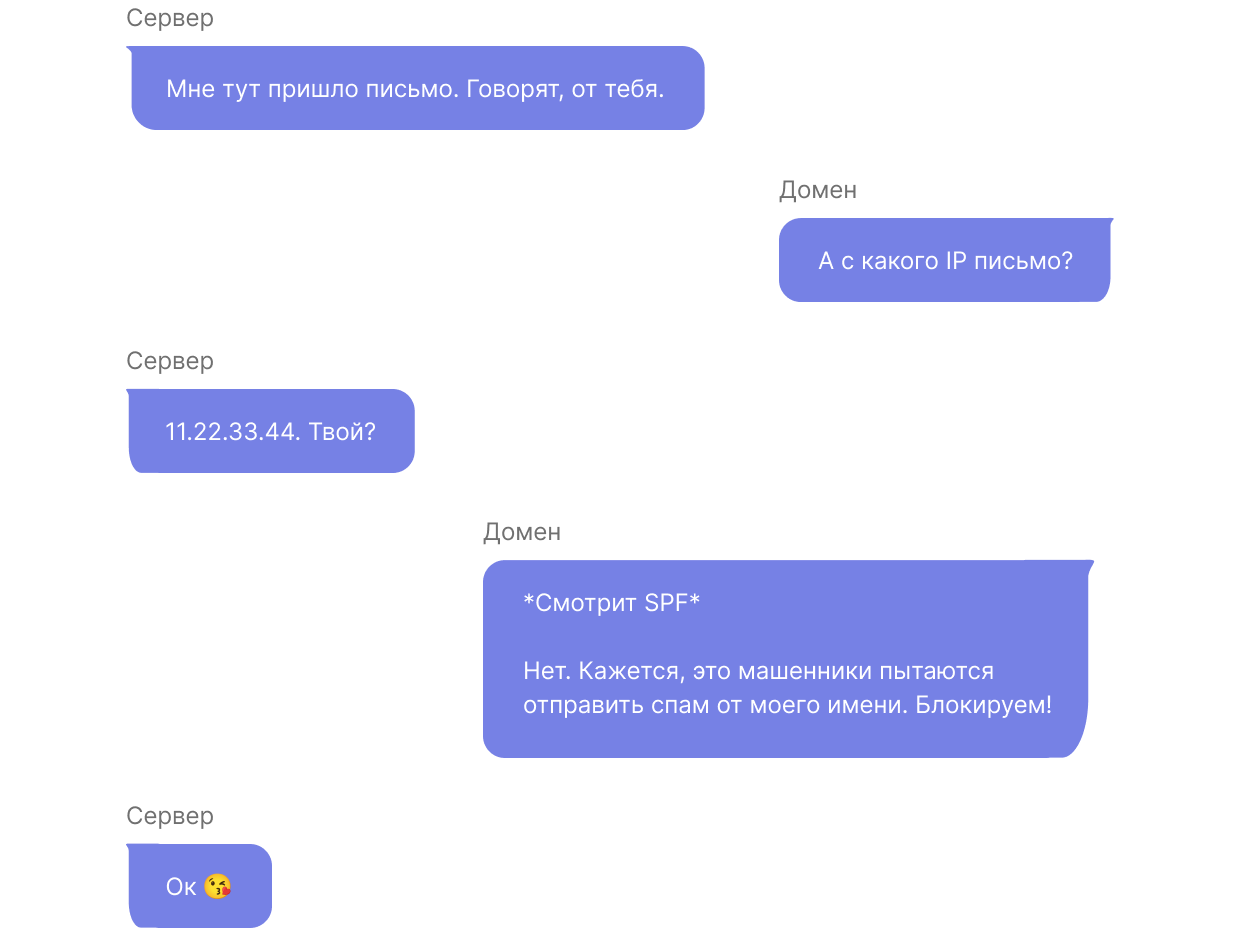 Сервер
Мне тут пришло письмо. Говорят, от тебя.
Домен
А с какого IP письмо?
Сервер
11.22.33.44. Твой?
Домен
*Смотрит SPF*
Нет. Кажется, это машенники пытаются
отправить спам от моего имени. Блокируем!
Сервер
Ок 😘